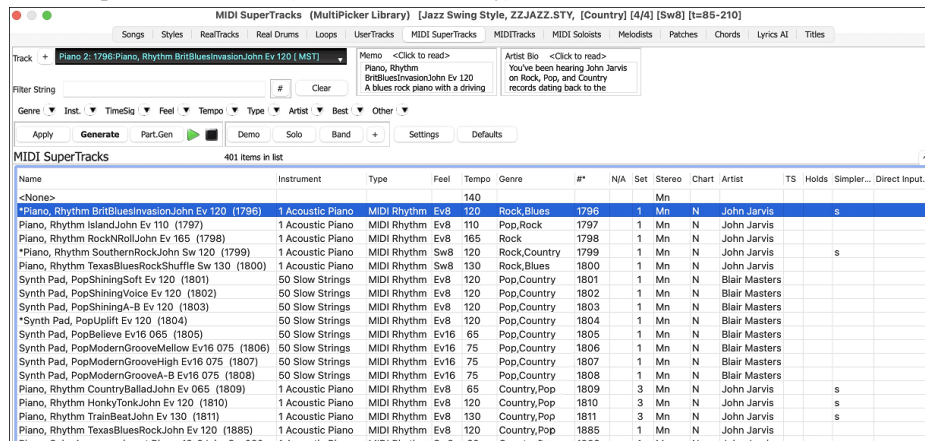 MIDI SuperTracks (MultiPicker Library) [Jazz Swing Style, ZZJAZZ.STY, [Country] [4/4] [Sw8] [t=85-210]
Songs Styles RealTracks Real Drums Loops UserTracks MIDI SuperTracks MIDITracks MIDI Soloists Melodists Patches Chords Lyrics AI Titles
Track + Piano 2: 1796:Piano, Rhythm BritBluesInvasionJohn Ev 120 [ MST]
Memo <Click to read>
Piano, Rhythm
BritBluesInvasionJohn Ev 120
A blues rock piano with a driving
Artist Bio <Click to read>
You've been hearing John Jarvis
on Rock, Pop, and Country
records dating back to the
Filter String # Clear
Genre Inst. TimeSig Feel Tempo Type Artist Best Other
Apply Generate Part.Gen Demo Solo Band + Settings Defaults
MIDI SuperTracks 401 items in list
Name Instrument Type Feel Tempo Genre #* N/A Set Stereo Chart Artist TS Holds Simpler... Direct Input.
<None> 140 Mn
*Piano, Rhythm BritBluesInvasionJohn Ev 120 (1796) 1 Acoustic Piano MIDI Rhythm Ev8 120 Rock,Blues 1796 1 Mn N John Jarvis s
Piano, Rhythm IslandJohn Ev 110 (1797) 1 Acoustic Piano MIDI Rhythm Ev8 110 Pop,Rock 1797 1 Mn N John Jarvis
Piano, Rhythm RockNRollJohn Ev 165 (1798) 1 Acoustic Piano MIDI Rhythm Ev8 165 Rock 1798 1 Mn N John Jarvis
*Piano, Rhythm SouthernRockJohn Sw 120 (1799) 1 Acoustic Piano MIDI Rhythm Sw8 120 Rock,Country 1799 1 Mn N John Jarvis s
Piano, Rhythm TexasBluesRockShuffle Sw 130 (1800) 1 Acoustic Piano MIDI Rhythm Sw8 130 Rock,Blues 1800 1 Mn N John Jarvis
Synth Pad, PopShiningSoft Ev 120 (1801) 50 Slow Strings MIDI Rhythm Ev8 120 Pop,Country 1801 1 Mn N Blair Masters
Synth Pad, PopShiningVoice Ev 120 (1802) 50 Slow Strings MIDI Rhythm Ev8 120 Pop,Country 1802 1 Mn N Blair Masters
Synth Pad, PopShiningA-B Ev 120 (1803) 50 Slow Strings MIDI Rhythm Ev8 120 Pop,Country 1803 1 Mn N Blair Masters
*Synth Pad, PopUplift Ev 120 (1804) 50 Slow Strings MIDI Rhythm Ev8 120 Pop,Country 1804 1 Mn N Blair Masters
Synth Pad, PopBelieve Ev16 065 (1805) 50 Slow Strings MIDI Rhythm Ev16 65 Pop,Country 1805 1 Mn N Blair Masters
Synth Pad, PopModernGrooveMellow Ev16 075 (1806) 50 Slow Strings MIDI Rhythm Ev16 75 Pop,Country 1806 1 Mn N Blair Masters
Synth Pad, PopModernGrooveHigh Ev16 075 (1807) 50 Slow Strings MIDI Rhythm Ev16 75 Pop,Country 1807 1 Mn N Blair Masters
Synth Pad, PopModernGrooveA-B Ev16 075 (1808) 50 Slow Strings MIDI Rhythm Ev16 75 Pop,Country 1808 1 Mn N Blair Masters
Piano, Rhythm CountryBalladJohn Ev 065 (1809) 1 Acoustic Piano MIDI Rhythm Ev8 65 Country,Pop 1809 3 Mn N John Jarvis s
Piano, Rhythm HonkyTonkJohn Ev 120 (1810) 1 Acoustic Piano MIDI Rhythm Ev8 120 Country,Pop 1810 3 Mn N John Jarvis s
Piano, Rhythm TrainBeatJohn Ev 130 (1811) 1 Acoustic Piano MIDI Rhythm Ev8 130 Country,Pop 1811 3 Mn N John Jarvis s
Piano, Rhythm TexasBluesRockJohn Ev 120 (1885) 1 Acoustic Piano MIDI Rhythm Ev8 120 Country,Pop 1885 1 Mn N John Jarvis